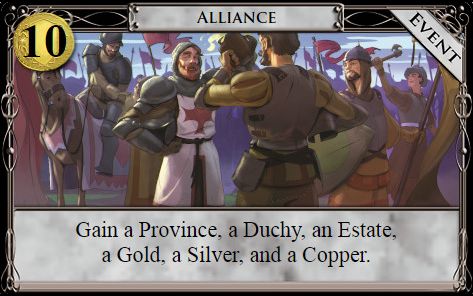 ALLIANCE
10
EVENT
Gain a Province, a Duchy, an Estate,
a Gold, a Silver, and a Copper.